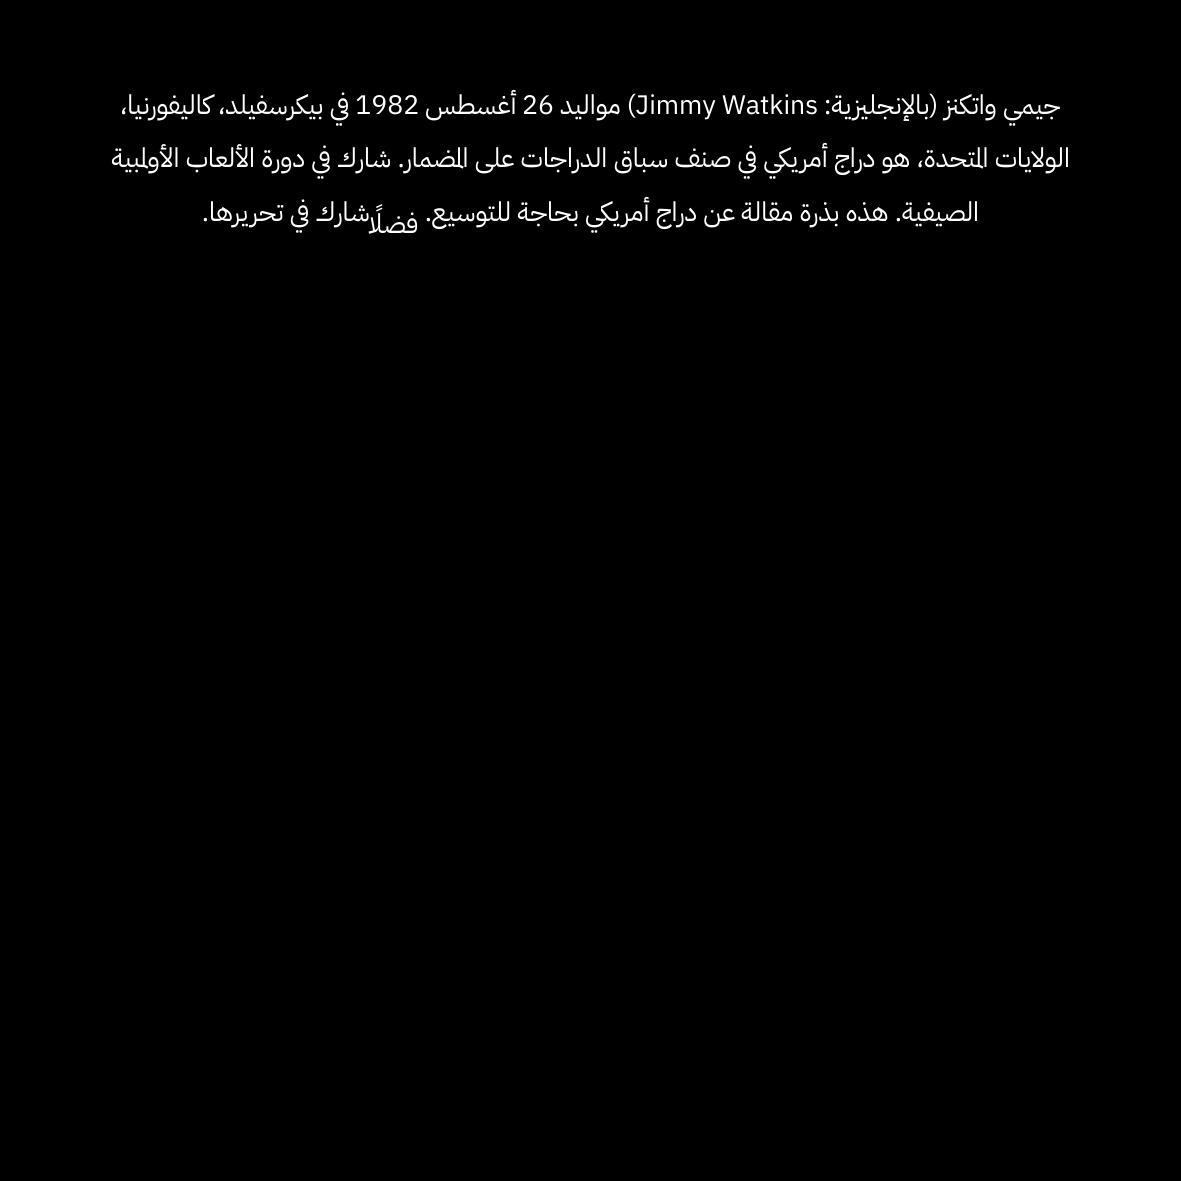 جيمي واتكنز (بالإنجليزية: Jimmy Watkins) مواليد 26 أغسطس 1982 في بيكرسفيلد، كاليفورنيا،
الولايات المتحدة، هو دراج أمريكي في صنف سباق الدراجات على المضمار. شارك في دورة الألعاب الأولمبية
الصيفية. هذه بذرة مقالة عن دراج أمريكي بحاجة للتوسيع. فضلًا شارك في تحريرها.